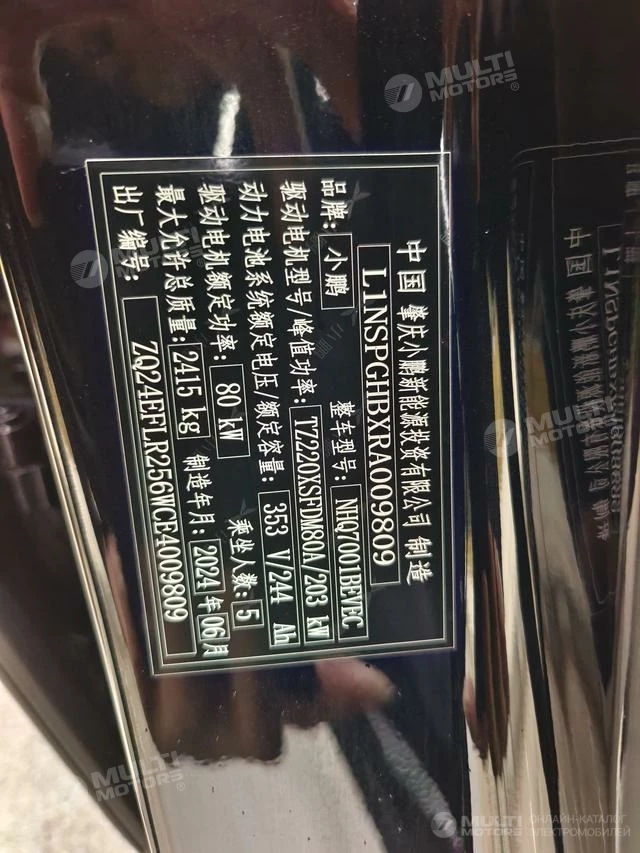 中国 肇庆小鹏新能源投资有限公司 制造
L1NSPGHBXRA009809
品牌: 小鹏 整车型号: NHQ7001BEVEC
驱动电机型号/峰值功率: TZ220XSFDM80A/203 kW
动力电池系统额定电压/额定容量: 353 V/244 Ah
驱动电机额定功率: 80 kW 乘坐人数: 5
最大允许总质量: 2415 kg 制造年月: 2024年06月
出厂编号: ZQ24EFLR256WCE4009809
MULTI MOTORS®
MULTI MOTORS
MULTI MOTORS
MULTI MOTORS
MULTI MOTORS
ОНЛАЙН-КАТАЛОГ
ЭЛЕКТРОМОБИЛЕЙ